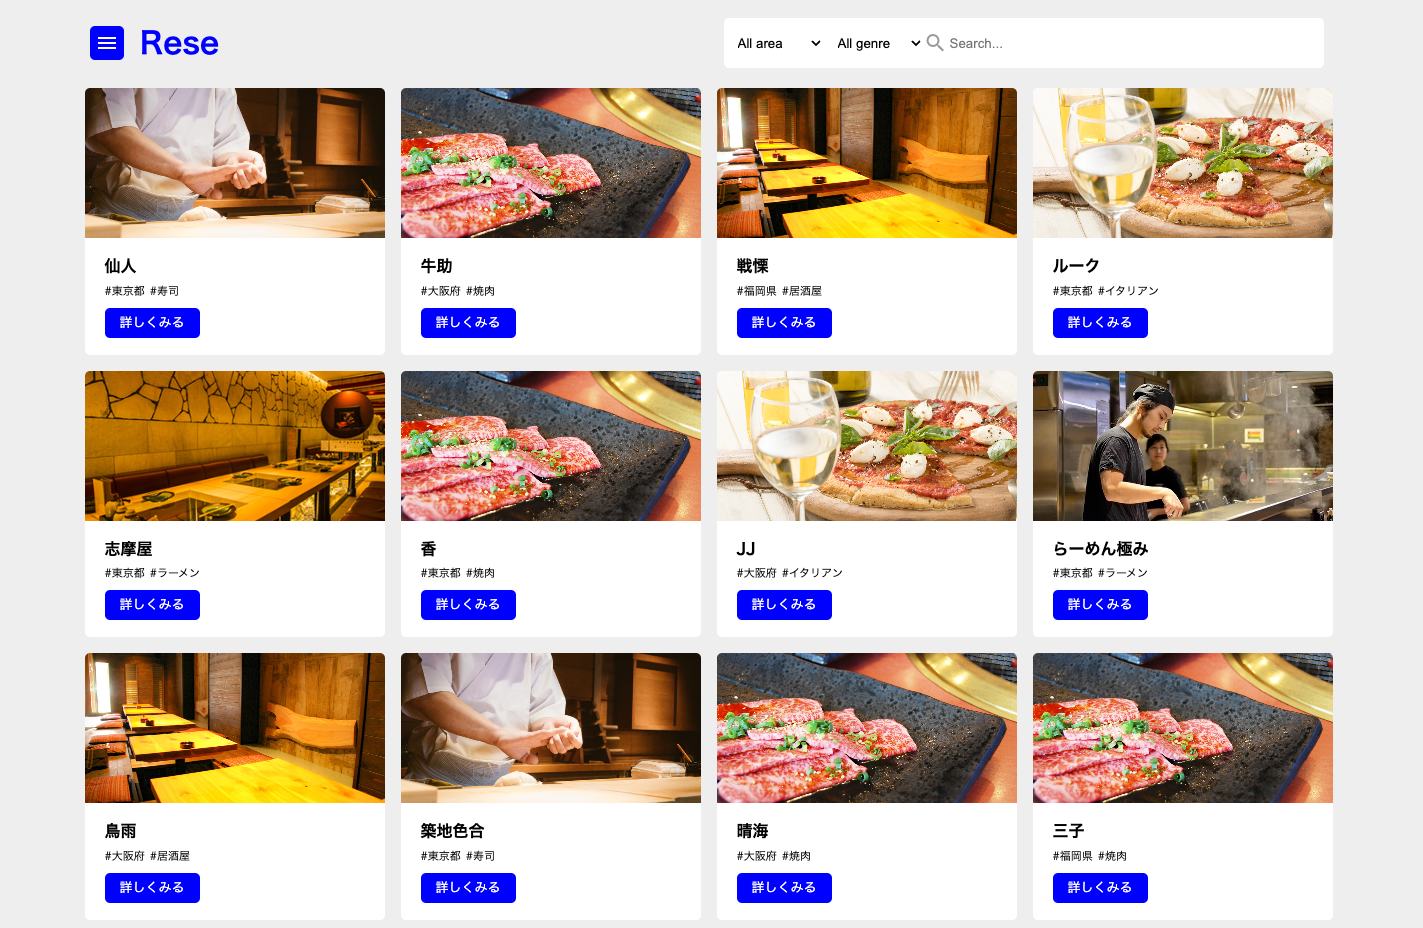 Rese
All area All genre Search...
仙人
#東京都 #寿司
詳しくみる
牛助
#大阪府 #焼肉
詳しくみる
戦慄
#福岡県 #居酒屋
詳しくみる
ルーク
#東京都 #イタリアン
詳しくみる
志摩屋
#東京都 #ラーメン
詳しくみる
香
#東京都 #焼肉
詳しくみる
JJ
#大阪府 #イタリアン
詳しくみる
らーめん極み
#東京都 #ラーメン
詳しくみる
鳥雨
#大阪府 #居酒屋
詳しくみる
築地色合
#東京都 #寿司
詳しくみる
晴海
#大阪府 #焼肉
詳しくみる
三子
#福岡県 #焼肉
詳しくみる